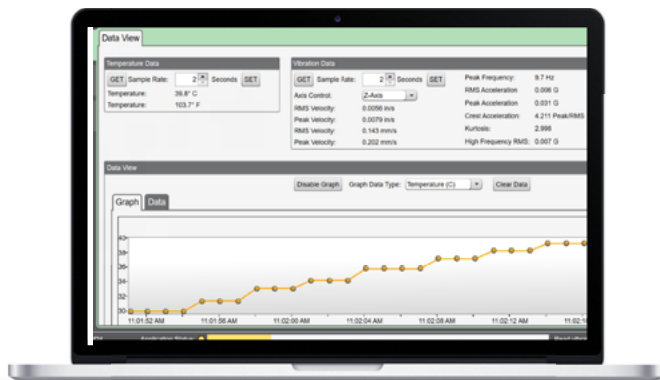 Data View
Temperature Data
GET Sample Rate: 2 Seconds SET
Temperature: 39.8° C
Temperature: 103.7° F
Vibration Data
GET Sample Rate: 2 Seconds SET
Axis Control: Z-Axis
RMS Velocity: 0.0056 in/s
Peak Velocity: 0.0079 in/s
RMS Velocity: 0.143 mm/s
Peak Velocity: 0.202 mm/s
Peak Frequency: 9.7 Hz
RMS Acceleration 0.006 G
Peak Acceleration 0.031 G
Crest Acceleration: 4.211 Peak/RMS
Kurtosis: 2.998
High Frequency RMS: 0.007 G
Data View
Disable Graph Graph Data Type: Temperature (C) Clear Data
Graph Data
40
38
36
34
32
30
11:01:52 AM 11:01:56 AM 11:02:00 AM 11:02:04 AM 11:02:08 AM 11:02:12 AM 11:02:1
Application Status: